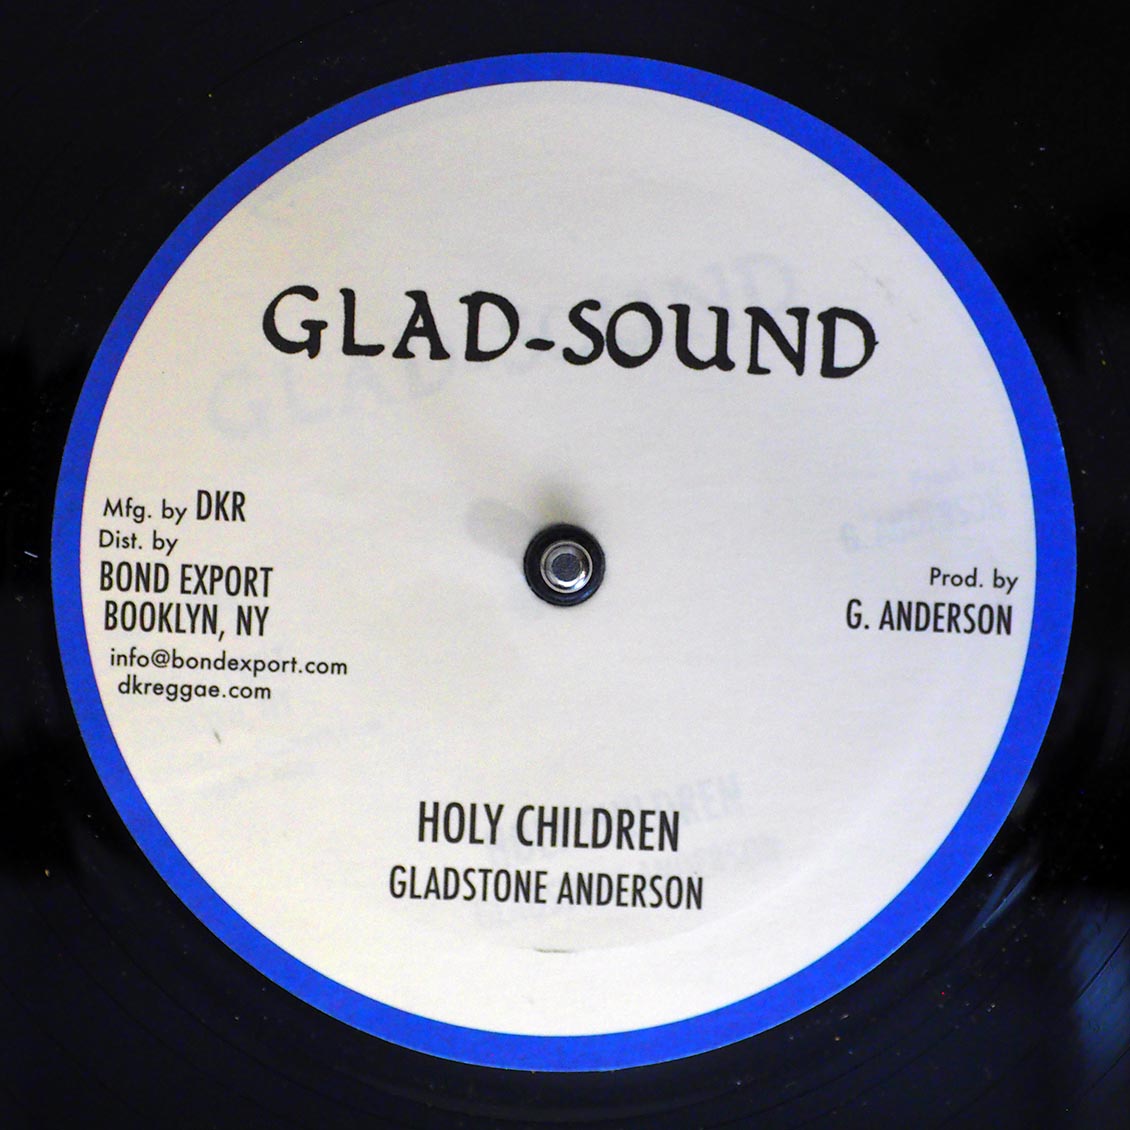 GLAD-SOUND
Mfg. by DKR
Dist. by
BOND EXPORT
BOOKLYN, NY
info@bondexport.com
dkreggae.com
Prod. by
G. ANDERSON
HOLY CHILDREN
GLADSTONE ANDERSON